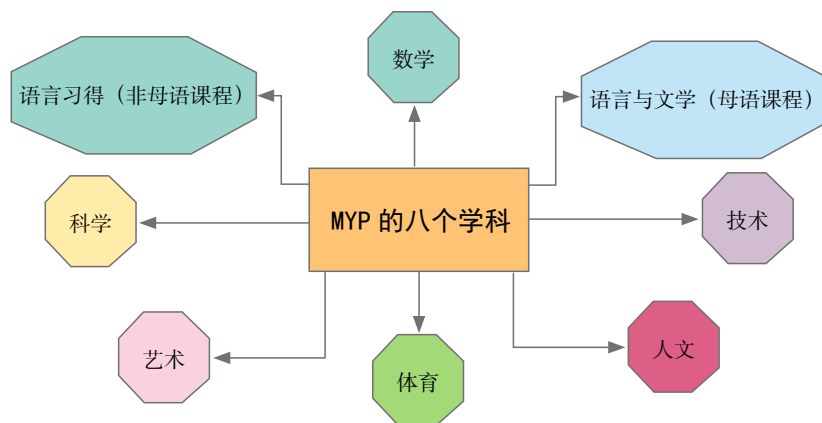 数学
语言习得（非母语课程）
语言与文学（母语课程）
科学
MYP 的八个学科
技术
艺术
体育
人文